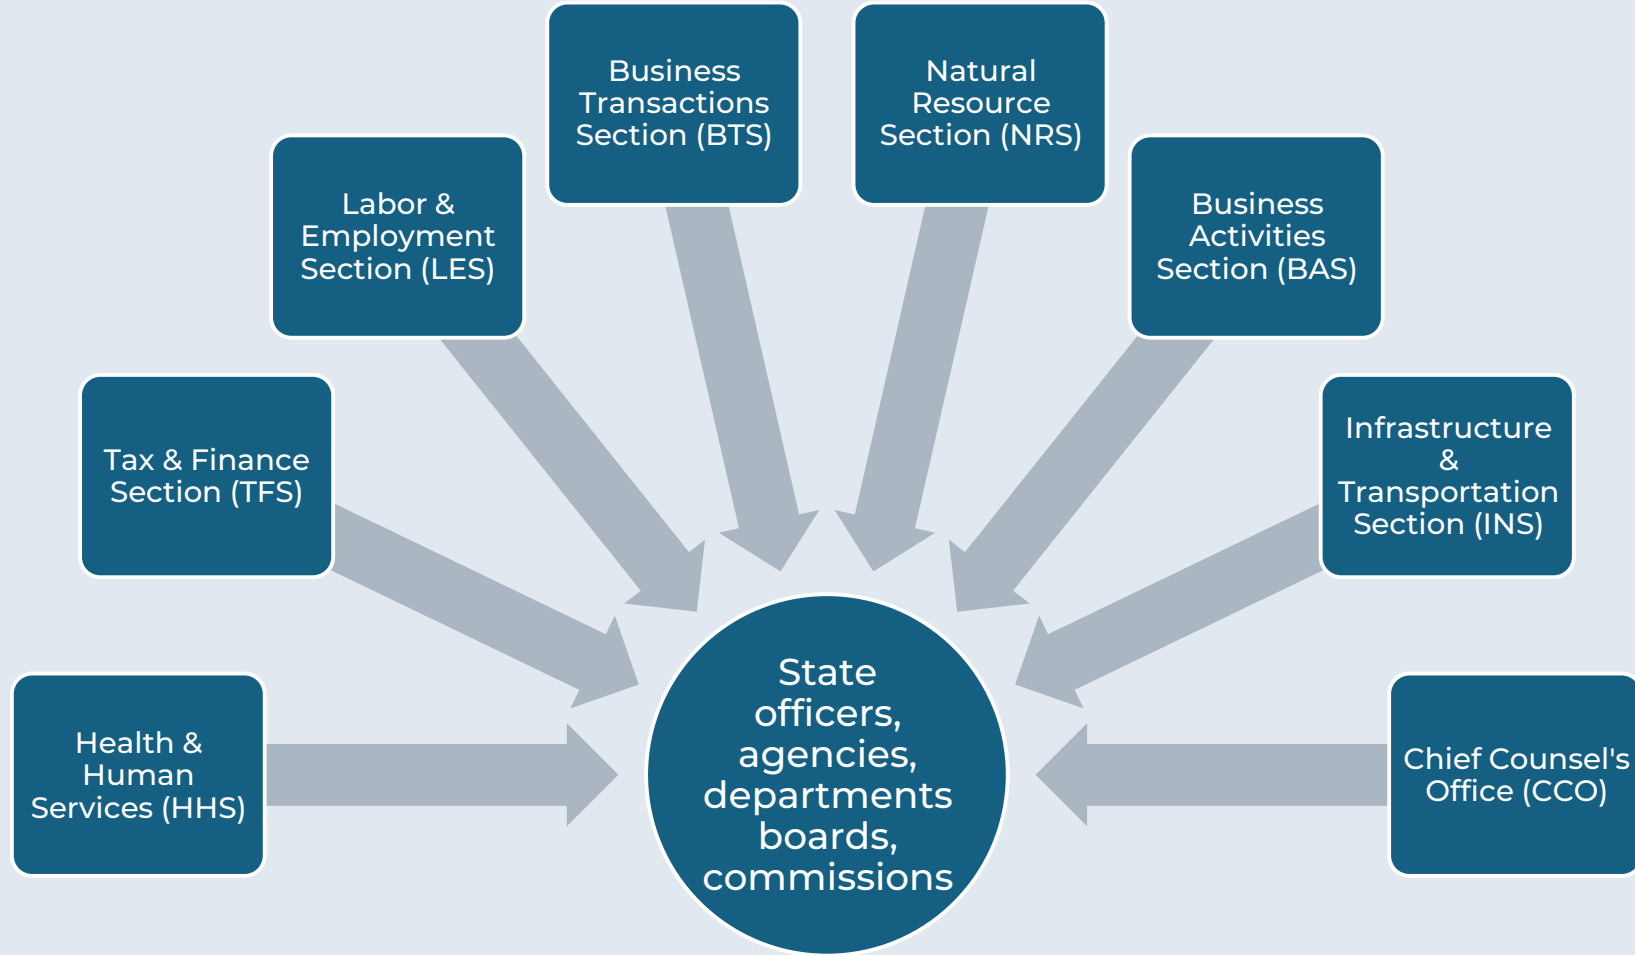 Business
Transactions
Section (BTS)
Natural
Resource
Section (NRS)
Labor &
Employment
Section (LES)
Business
Activities
Section (BAS)
Tax & Finance
Section (TFS)
Infrastructure
&
Transportation
Section (INS)
Health &
Human
Services (HHS)
State
officers,
agencies,
departments
boards,
commissions
Chief Counsel's
Office (CCO)